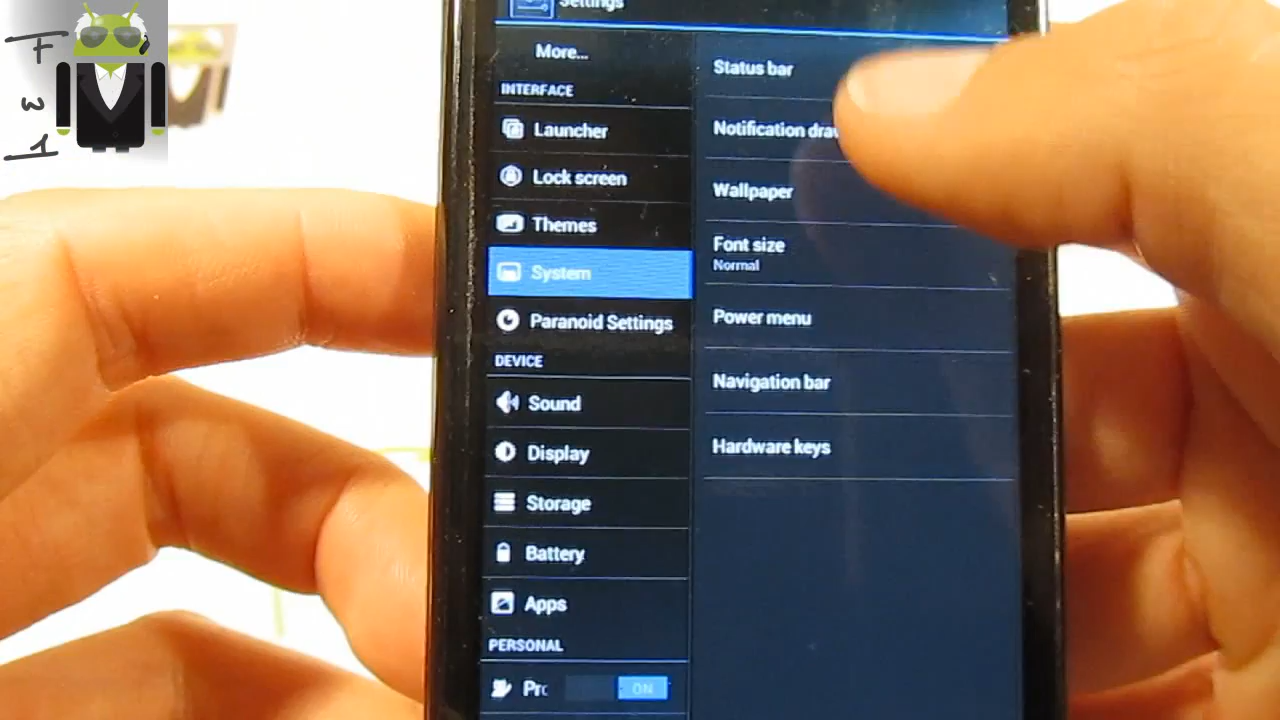 F
w
1
Settings
More...
INTERFACE
Launcher
Lock screen
Themes
System
Paranoid Settings
DEVICE
Sound
Display
Storage
Battery
Apps
PERSONAL
ON
Status bar
Notification
Wallpaper
Font size
Normal
Power menu
Navigation bar
Hardware keys